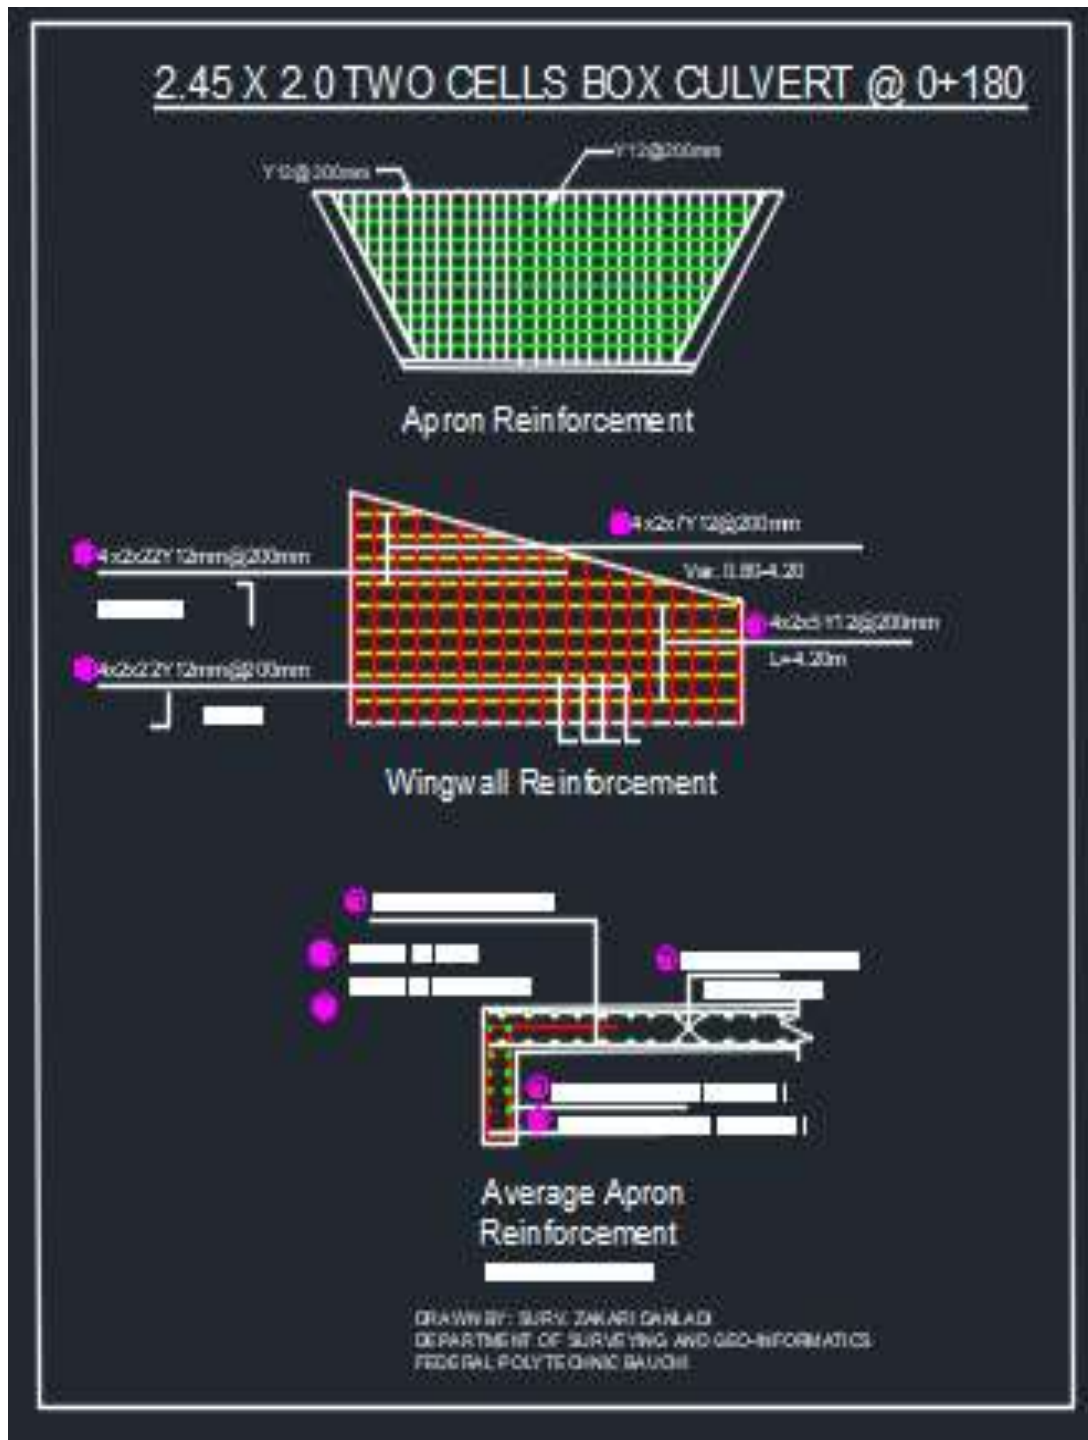 2.45 X 2.0 TWO CELLS BOX CULVERT @ 0+180
Y12@200mm
Y12@200mm
Apron Reinforcement
4x2x7Y12@200mm
4x2x22Y12mm@200mm
Var. 0.80-4.20
4x2x5Y12@200mm
L=4.20m
4x2x22Y12mm@200mm
Wingwall Reinforcement
Average Apron
Reinforcement
DRAWN BY: SURV. ZAKARI DANLADI
DEPARTMENT OF SURVEYING AND GEO-INFORMATICS
FEDERAL POLYTECHNIC BAUCHI